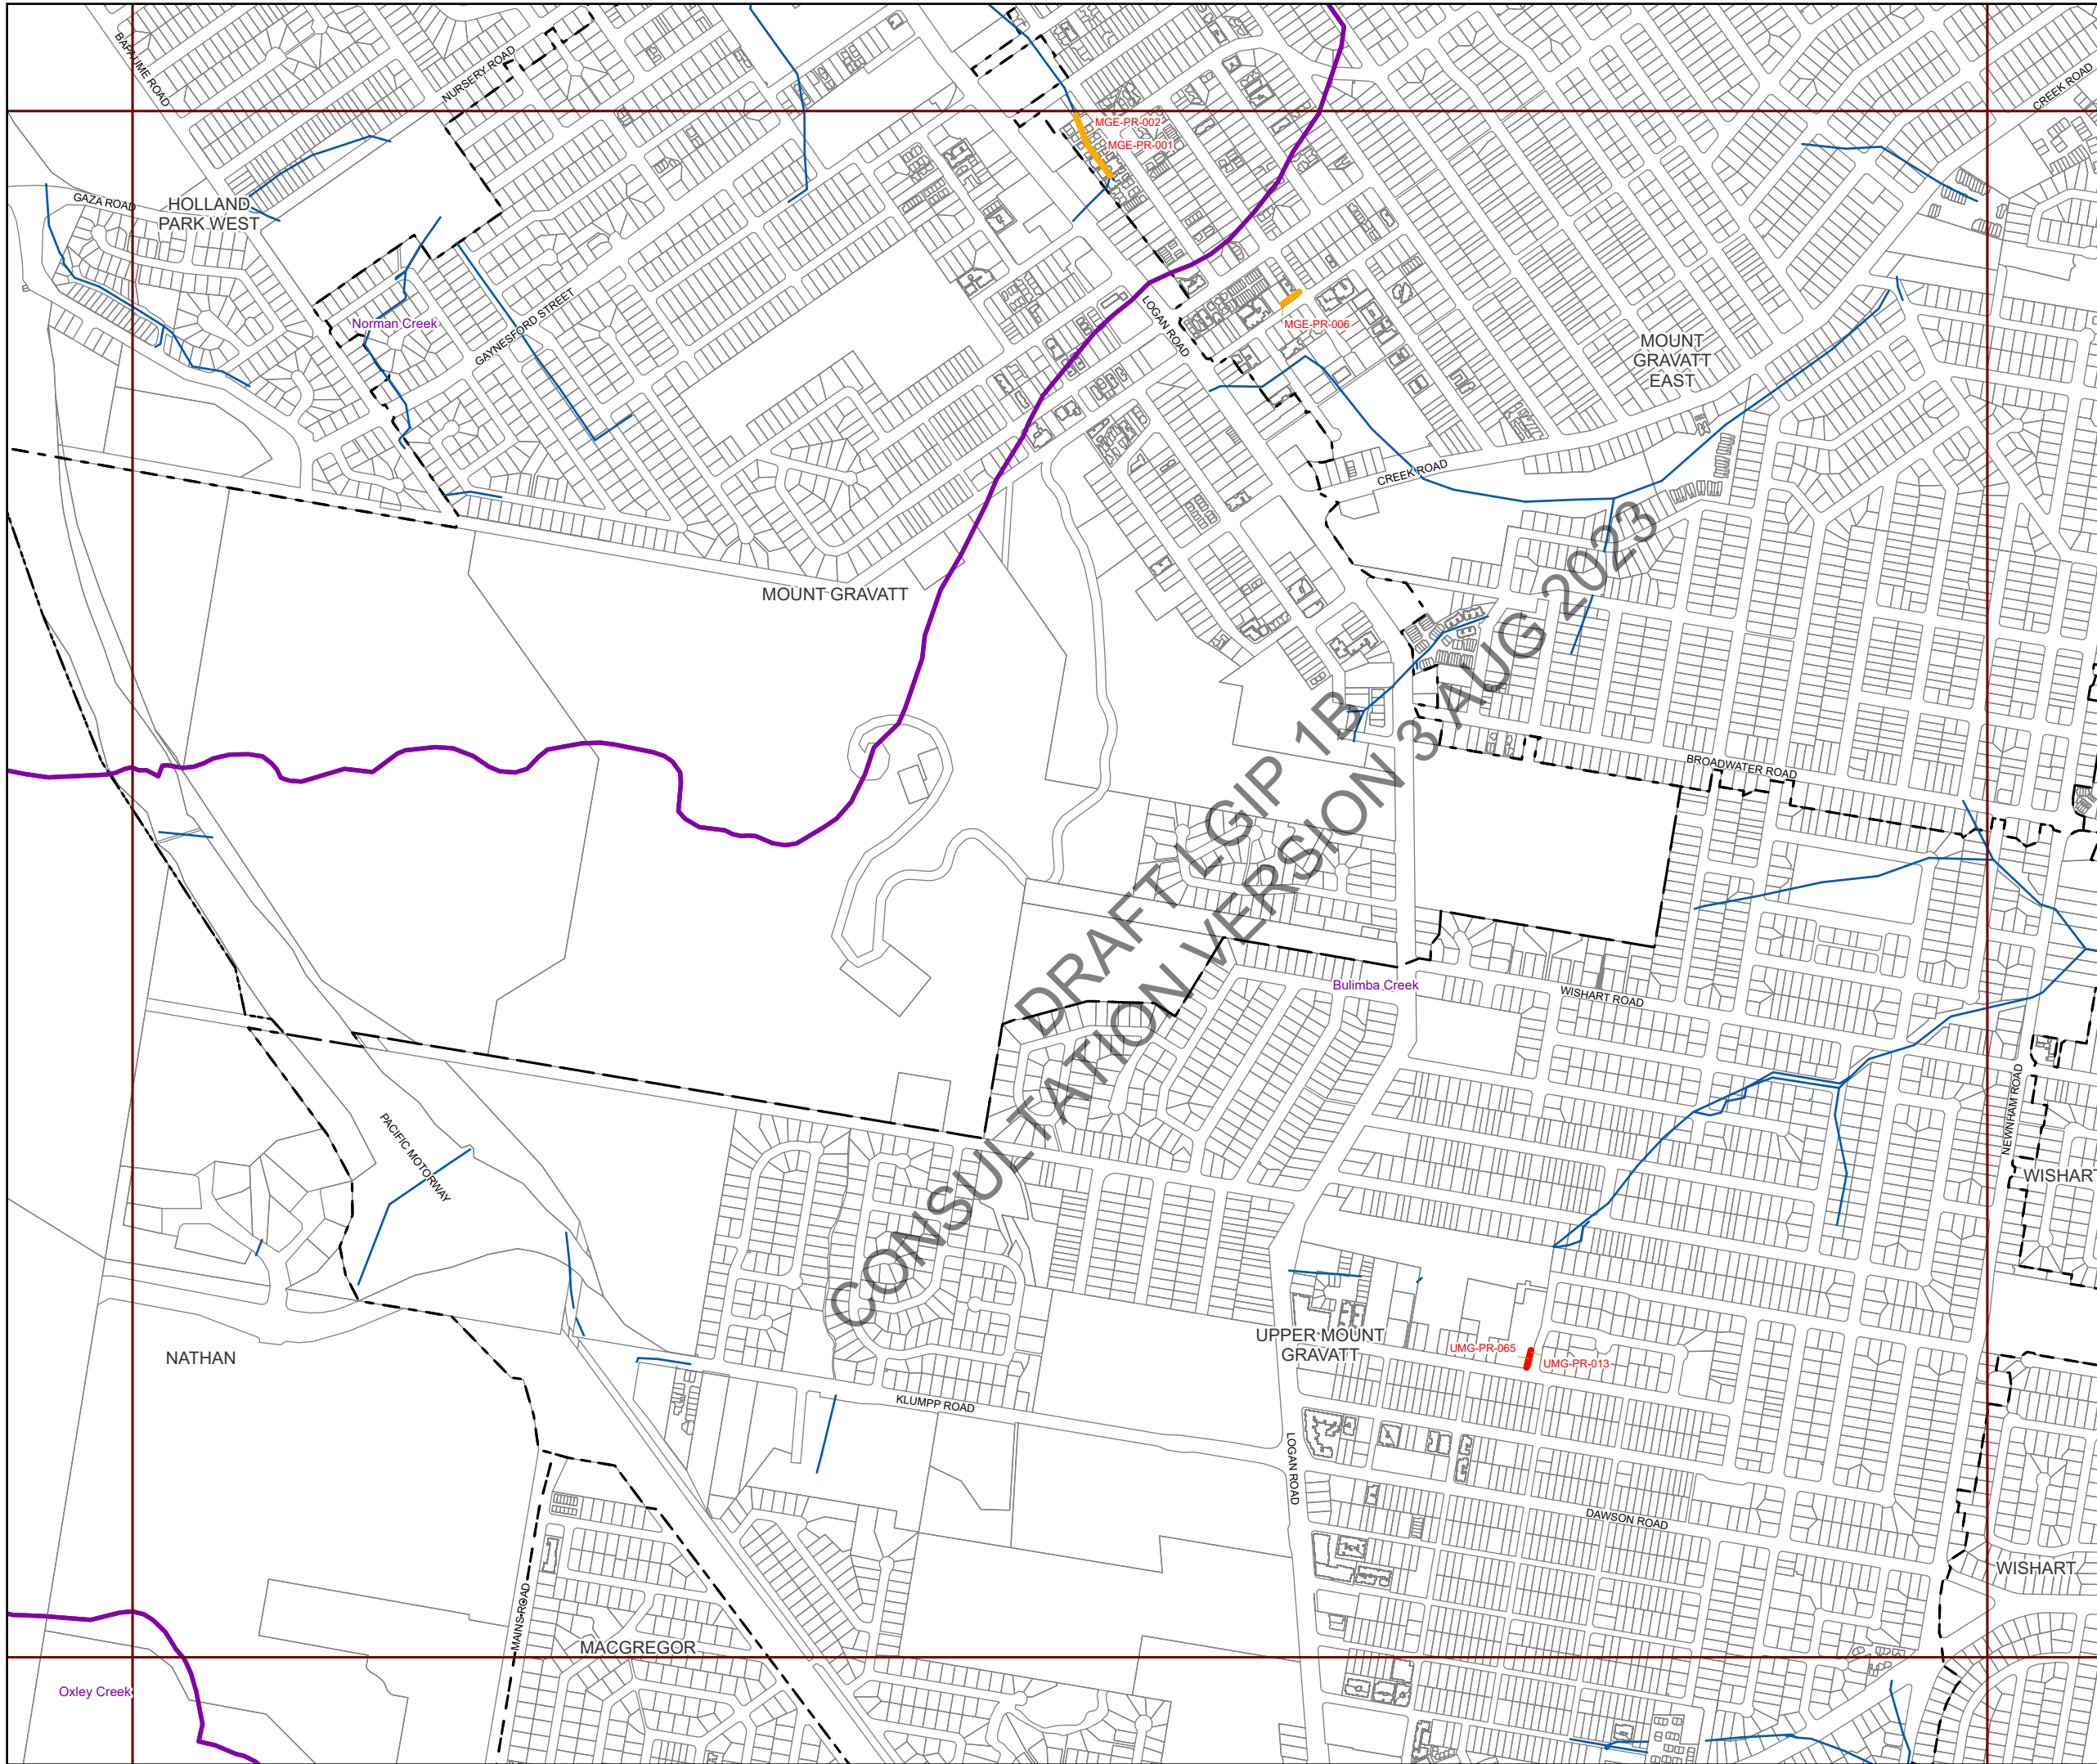 BAPAUME ROAD
NURSERY ROAD
CREEK ROAD
MGE-PR-002
MGE-PR-001
GAZA ROAD
HOLLAND
PARK WEST
Norman Creek
GAYNESFORD STREET
LOGAN ROAD
MGE-PR-006
MOUNT
GRAVATT
EAST
CREEK ROAD
MOUNT GRAVATT
BROADWATER ROAD
DRAFT LGIP 1B
CONSULTATION VERSION 3 AUG 2023
Bulimba Creek
WISHART ROAD
PACIFIC MOTORWAY
NEWNHAM ROAD
WISHAR
NATHAN
UPPER MOUNT
GRAVATT
UMG-PR-065
UMG-PR-013
KLUMPP ROAD
LOGAN ROAD
DAWSON ROAD
WISHART
MAINS ROAD
MACGREGOR
Oxley Creek